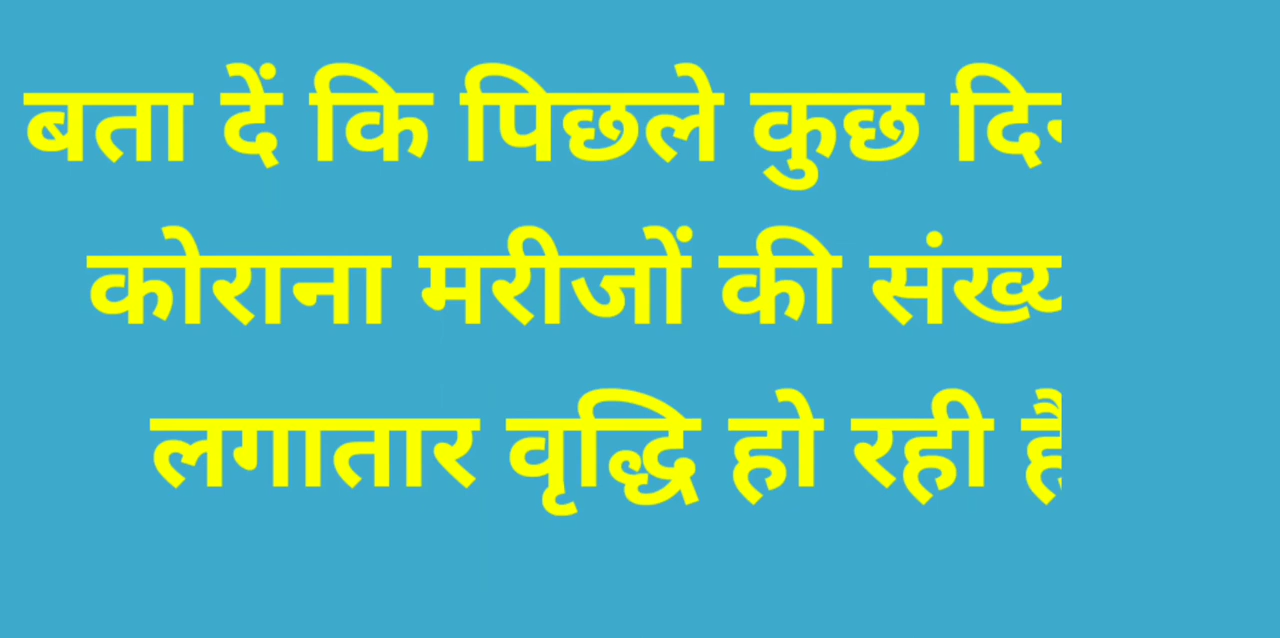 बता दें कि पिछले कुछ
कोराना मरीजों की
लगातार वृद्धि हो रही है